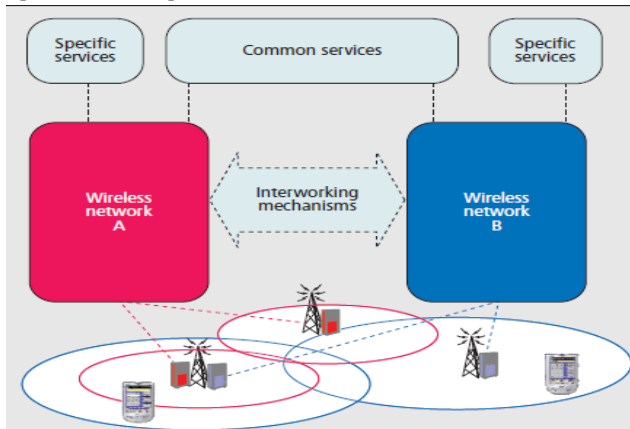 Specific
services
Common services
Specific
services
Wireless
network
A
Interworking
mechanisms
Wireless
network
B